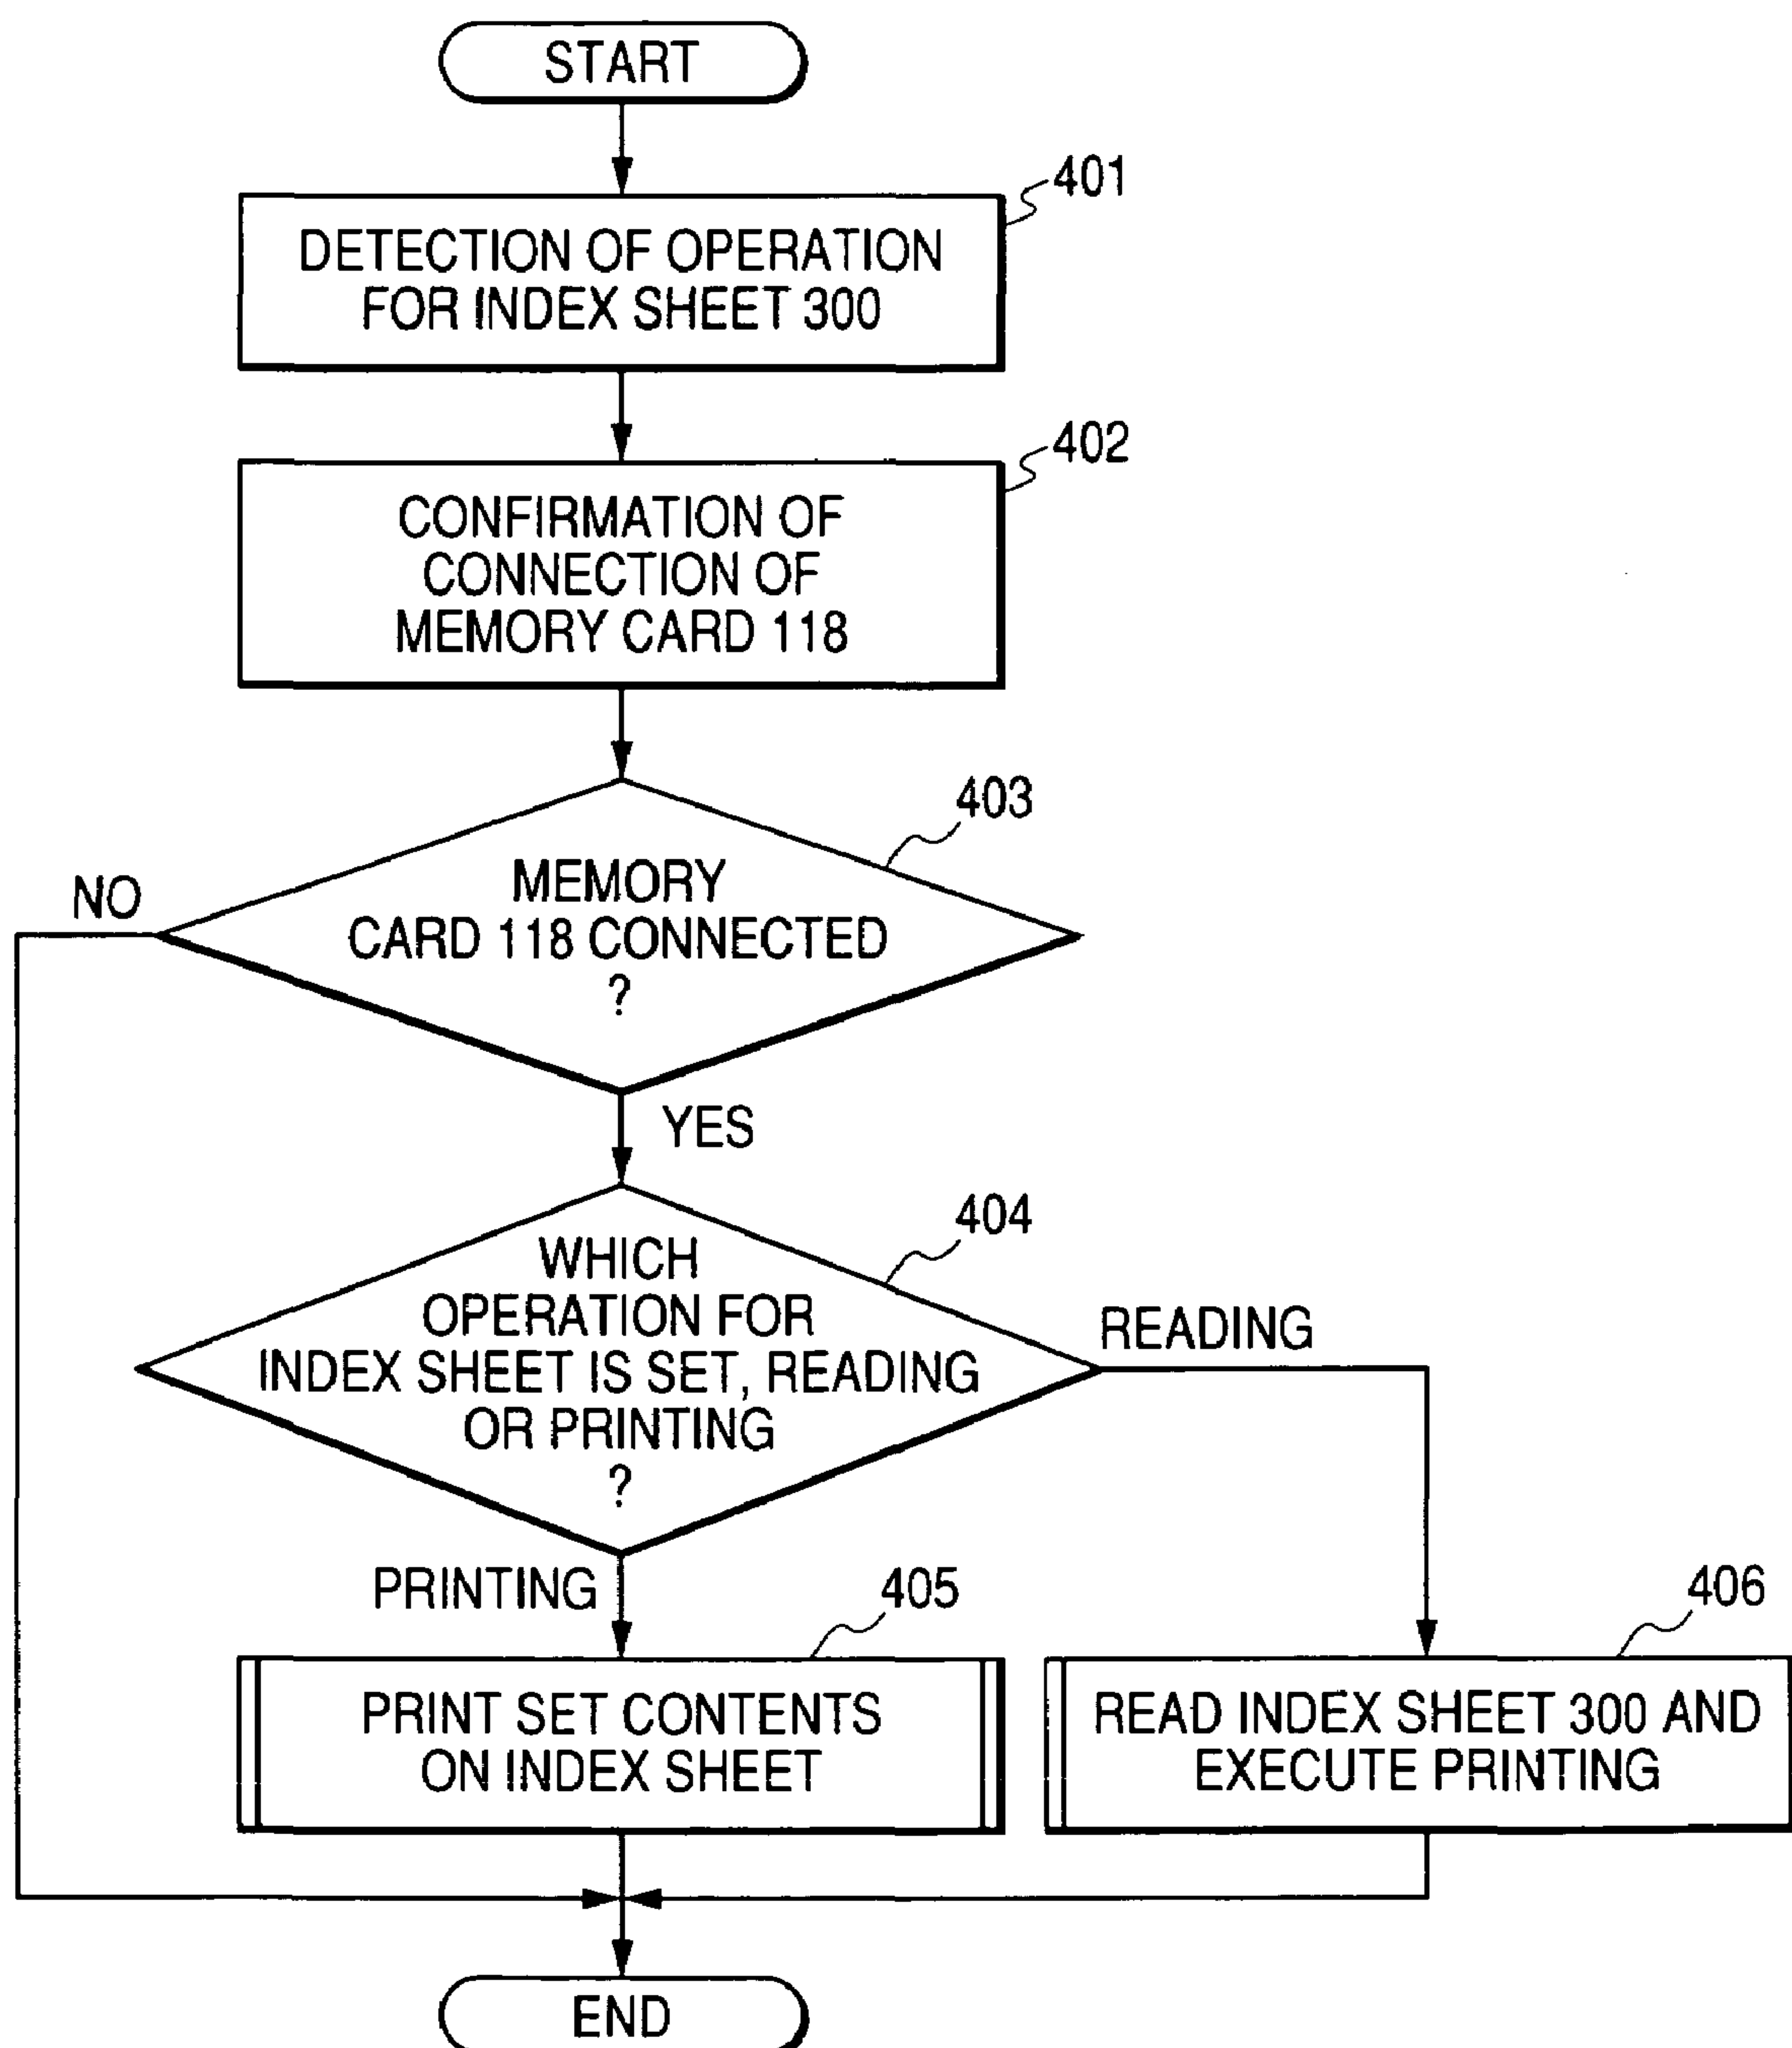 START
401
DETECTION OF OPERATION
FOR INDEX SHEET 300
402
CONFIRMATION OF
CONNECTION OF
MEMORY CARD 118
403
NO
MEMORY
CARD 118 CONNECTED
?
YES
404
WHICH
OPERATION FOR
INDEX SHEET IS SET, READING
OR PRINTING
?
READING
PRINTING
405
406
PRINT SET CONTENTS
ON INDEX SHEET
READ INDEX SHEET 300 AND
EXECUTE PRINTING
END